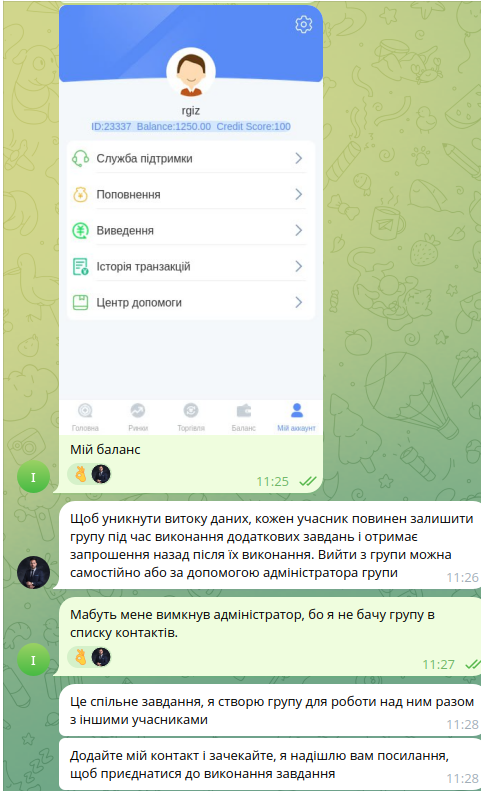 rgiz
ID:23337 Balance:1250.00 Credit Score:100
Служба підтримки
Поповнення
Виведення
Історія транзакцій
Центр допомоги
Головна
Ринки
Торгівля
Баланс
Мій аккаунт
Мій баланс
11:25
І
Щоб уникнути витоку даних, кожен учасник повинен залишити
групу під час виконання додаткових завдань і отримає
запрошення назад після їх виконання. Вийти з групи можна
самостійно або за допомогою адміністратора групи
11:26
Мабуть мене вимкнув адміністратор, бо я не бачу групу в
списку контактів.
11:27
І
Це спільне завдання, я створю групу для роботи над ним разом
з іншими учасниками
11:28
Додайте мій контакт і зачекайте, я надішлю вам посилання,
щоб приєднатися до виконання завдання
11:28